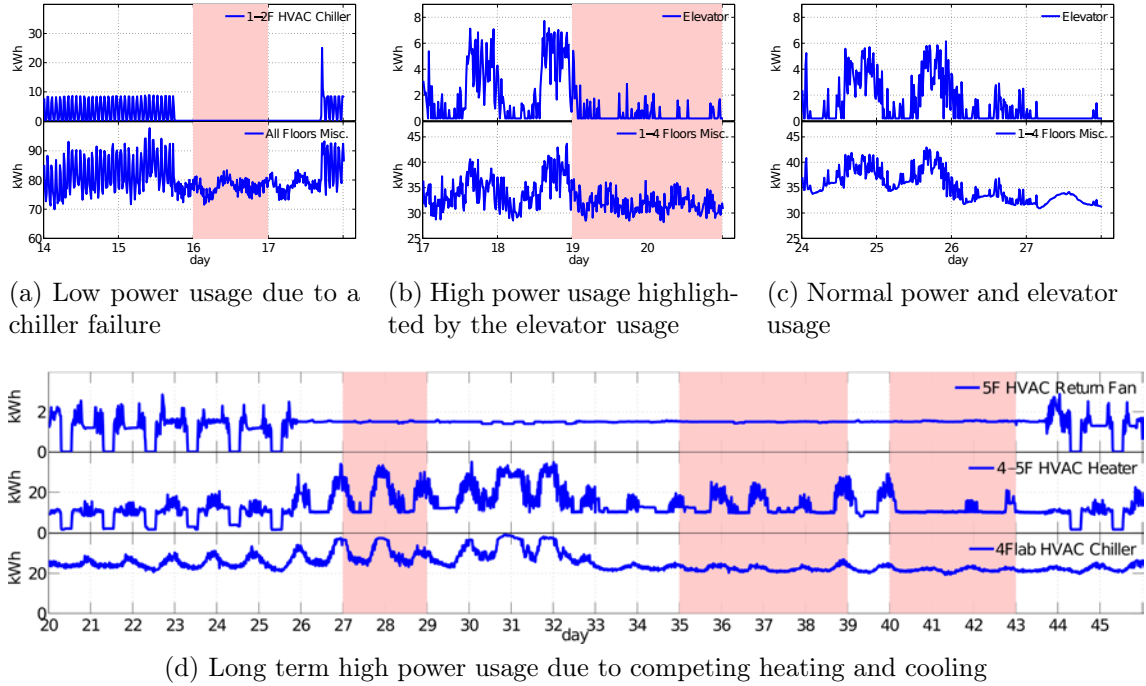 1−2F HVAC Chiller
kWh
30
20
10
0
All Floors Misc.
kWh
90
80
70
60
14 15 16 17
day
(a) Low power usage due to a
chiller failure
Elevator
kWh
8
6
4
2
0
1−4 Floors Misc.
kWh
45
40
35
30
25
17 18 19 20
day
(b) High power usage highligh-
ted by the elevator usage
Elevator
kWh
8
6
4
2
0
1−4 Floors Misc.
kWh
45
40
35
30
25
24 25 26 27
day
(c) Normal power and elevator
usage
5F HVAC Return Fan
kWh
2
0
4−5F HVAC Heater
kWh
20
0
4Flab HVAC Chiller
kWh
20
0
20 21 22 23 24 25 26 27 28 29 30 31 32 33 34 35 36 37 38 39 40 41 42 43 44 45
day
(d) Long term high power usage due to competing heating and cooling